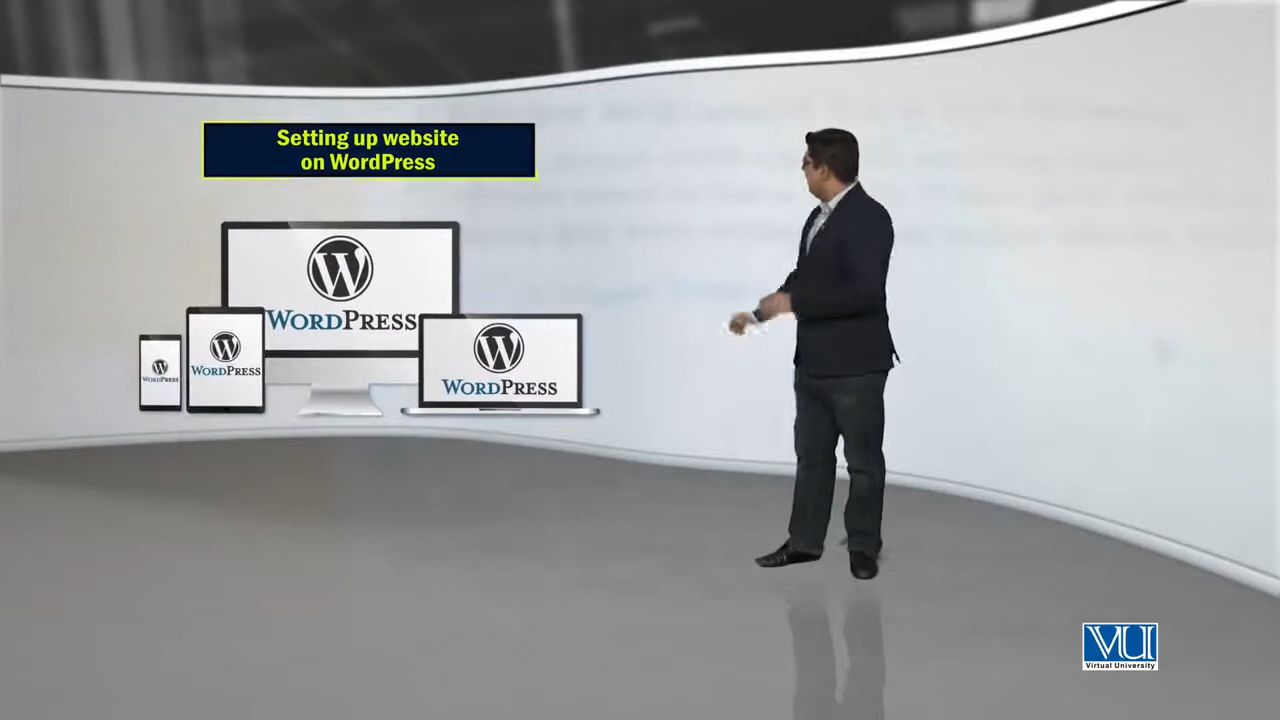 Setting up website
on WordPress
WORDPRESS
WORDPRESS
WORDPRESS
WORDPRESS
VU
Virtual University